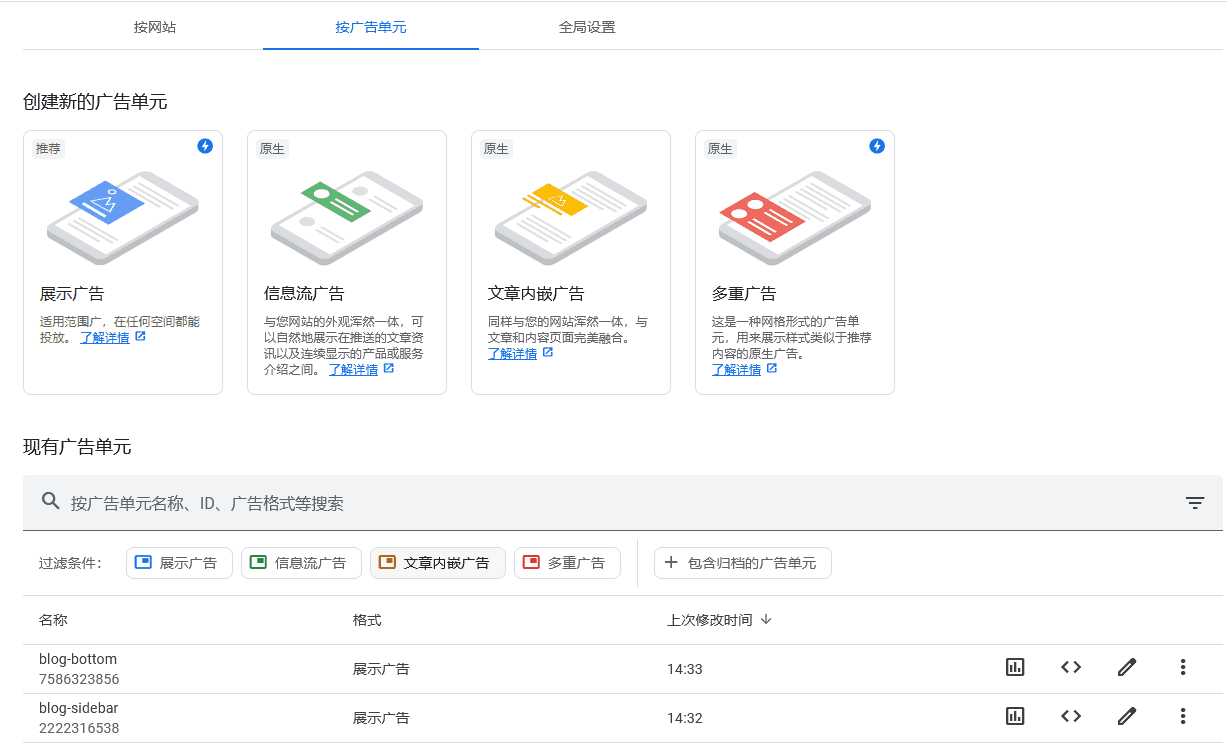 按网站
按广告单元
全局设置
创建新的广告单元
推荐
展示广告
适用范围广，在任何空间都能
投放。 了解详情
原生
信息流广告
与您网站的外观浑然一体，可
以自然地展示在推送的文章资
讯以及连续显示的产品或服务
介绍之间。 了解详情
原生
文章内嵌广告
同样与您的网站浑然一体，与
文章和内容页面完美融合。
了解详情
原生
多重广告
这是一种网格形式的广告单
元，用来展示样式类似于推荐
内容的原生广告。
了解详情
现有广告单元
按广告单元名称、ID、广告格式等搜索
过滤条件： 展示广告 信息流广告 文章内嵌广告 多重广告 包含归档的广告单元
名称 格式 上次修改时间
blog-bottom
7586323856
展示广告 14:33
blog-sidebar
2222316538
展示广告 14:32